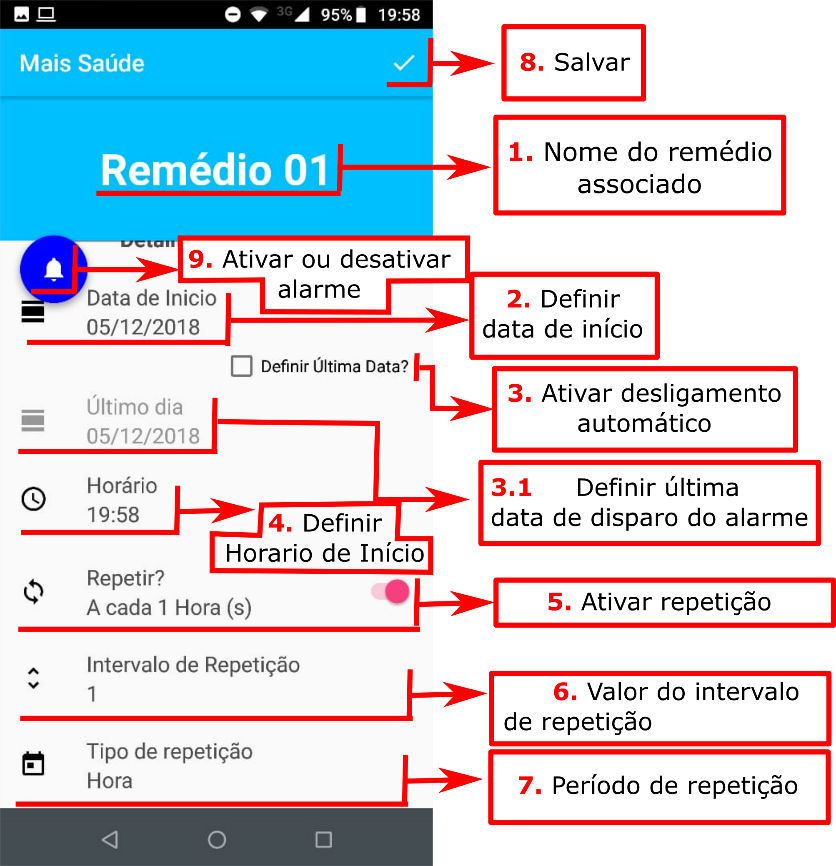 3G 95% 19:58
Mais Saúde
8. Salvar
Remédio 01
1. Nome do remédio
associado
9. Ativar ou desativar
alarme
Data de Inicio
05/12/2018
2. Definir
data de início
Definir Última Data?
3. Ativar desligamento
automático
Último dia
05/12/2018
3.1 Definir última
data de disparo do alarme
Horário
19:58
4. Definir
Horario de Início
Repetir?
A cada 1 Hora (s)
5. Ativar repetição
Intervalo de Repetição
1
6. Valor do intervalo
de repetição
Tipo de repetição
Hora
7. Período de repetição